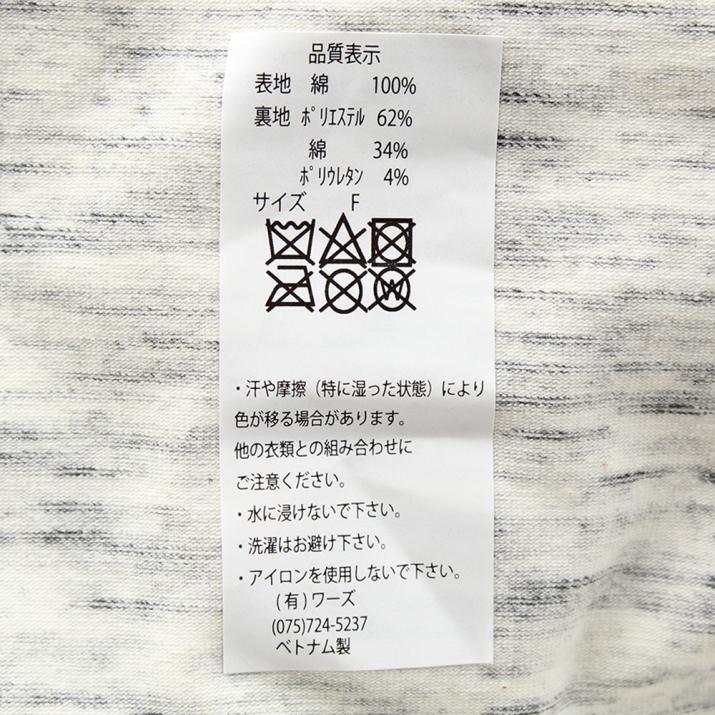 品質表示
表地 綿 100%
裏地 ﾎﾟﾘｴｽﾃﾙ 62%
綿 34%
ﾎﾟﾘｳﾚﾀﾝ 4%
サイズ F
W
・汗や摩擦（特に湿った状態）により
色が移る場合があります。
他の衣類との組み合わせに
ご注意ください。
・水に浸けないで下さい。
・洗濯はお避け下さい。
・アイロンを使用しないで下さい。
(有)ワーズ
(075)724-5237
ベトナム製